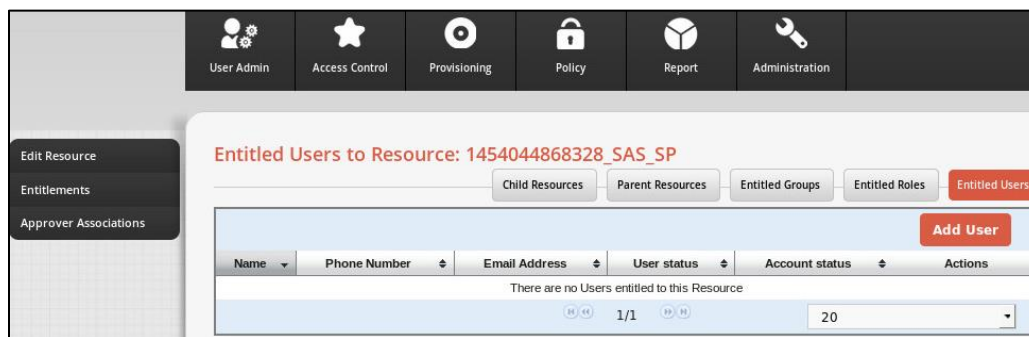 User Admin
Access Control
Provisioning
Policy
Report
Administration
Edit Resource
Entitlements
Approver Associations
Entitled Users to Resource: 1454044868328_SAS_SP
Child Resources
Parent Resources
Entitled Groups
Entitled Roles
Entitled Users
Add User
Name Phone Number Email Address User status Account status Actions
There are no Users entitled to this Resource
1/1
20